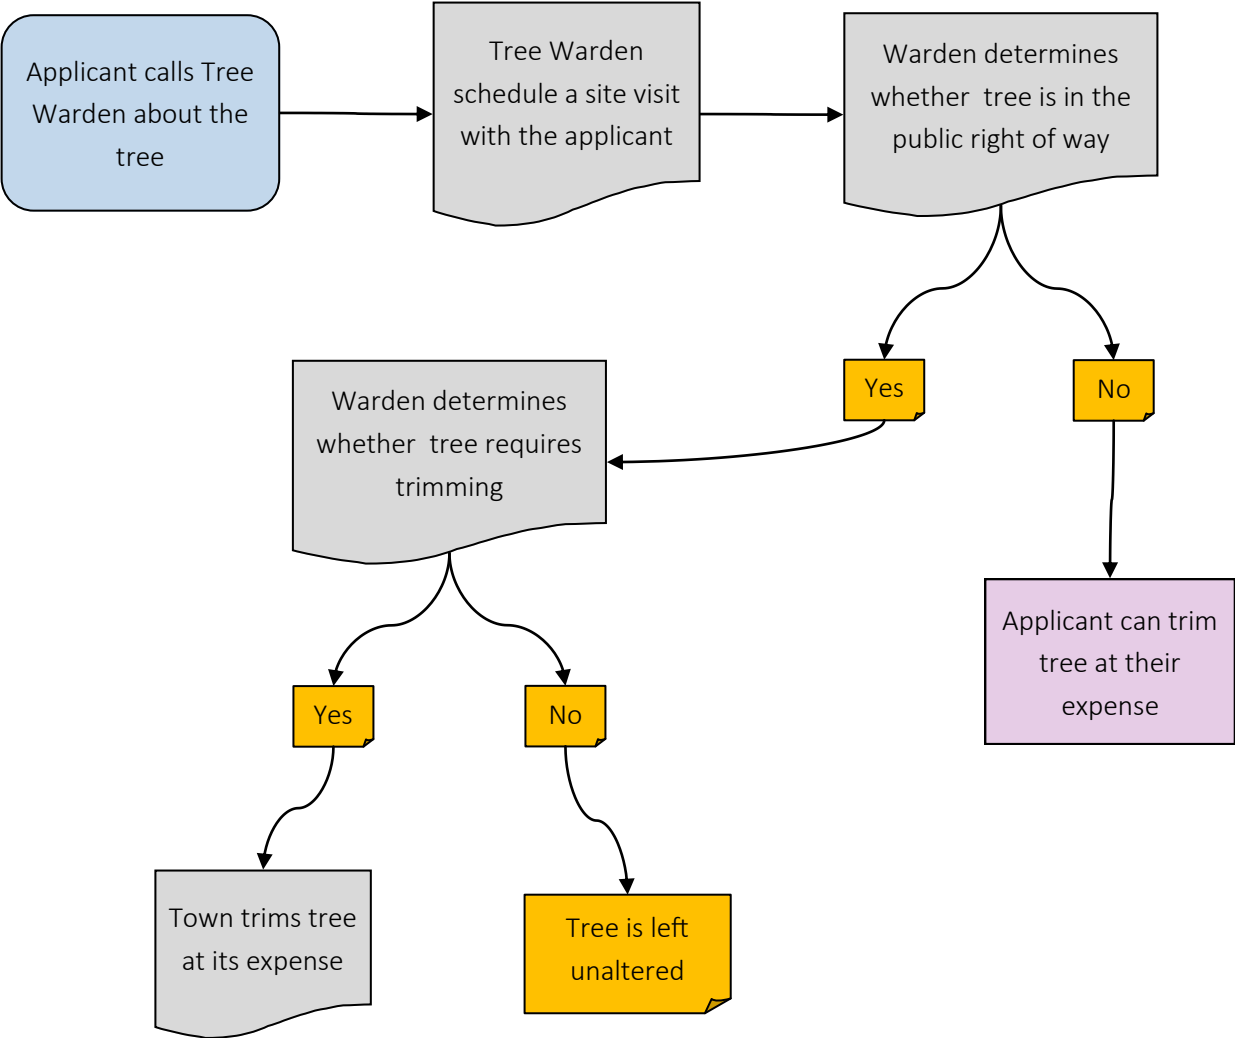 Applicant calls Tree
Warden about the
tree
Tree Warden
schedule a site visit
with the applicant
Warden determines
whether  tree is in the
public right of way
Yes
No
Warden determines
whether  tree requires
trimming
Applicant can trim
tree at their
expense
Yes
No
Town trims tree
at its expense
Tree is left
unaltered